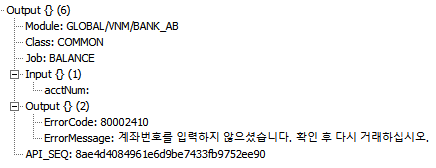 Output {} (6)
Module: GLOBAL/VNM/BANK_AB
Class: COMMON
Job: BALANCE
Input {} (1)
acctNum:
Output {} (2)
ErrorCode: 80002410
ErrorMessage: 계좌번호를 입력하지 않으셨습니다. 확인 후 다시 거래하십시오.
API_SEQ: 8ae4d4084961e6d9be7433fb9752ee90